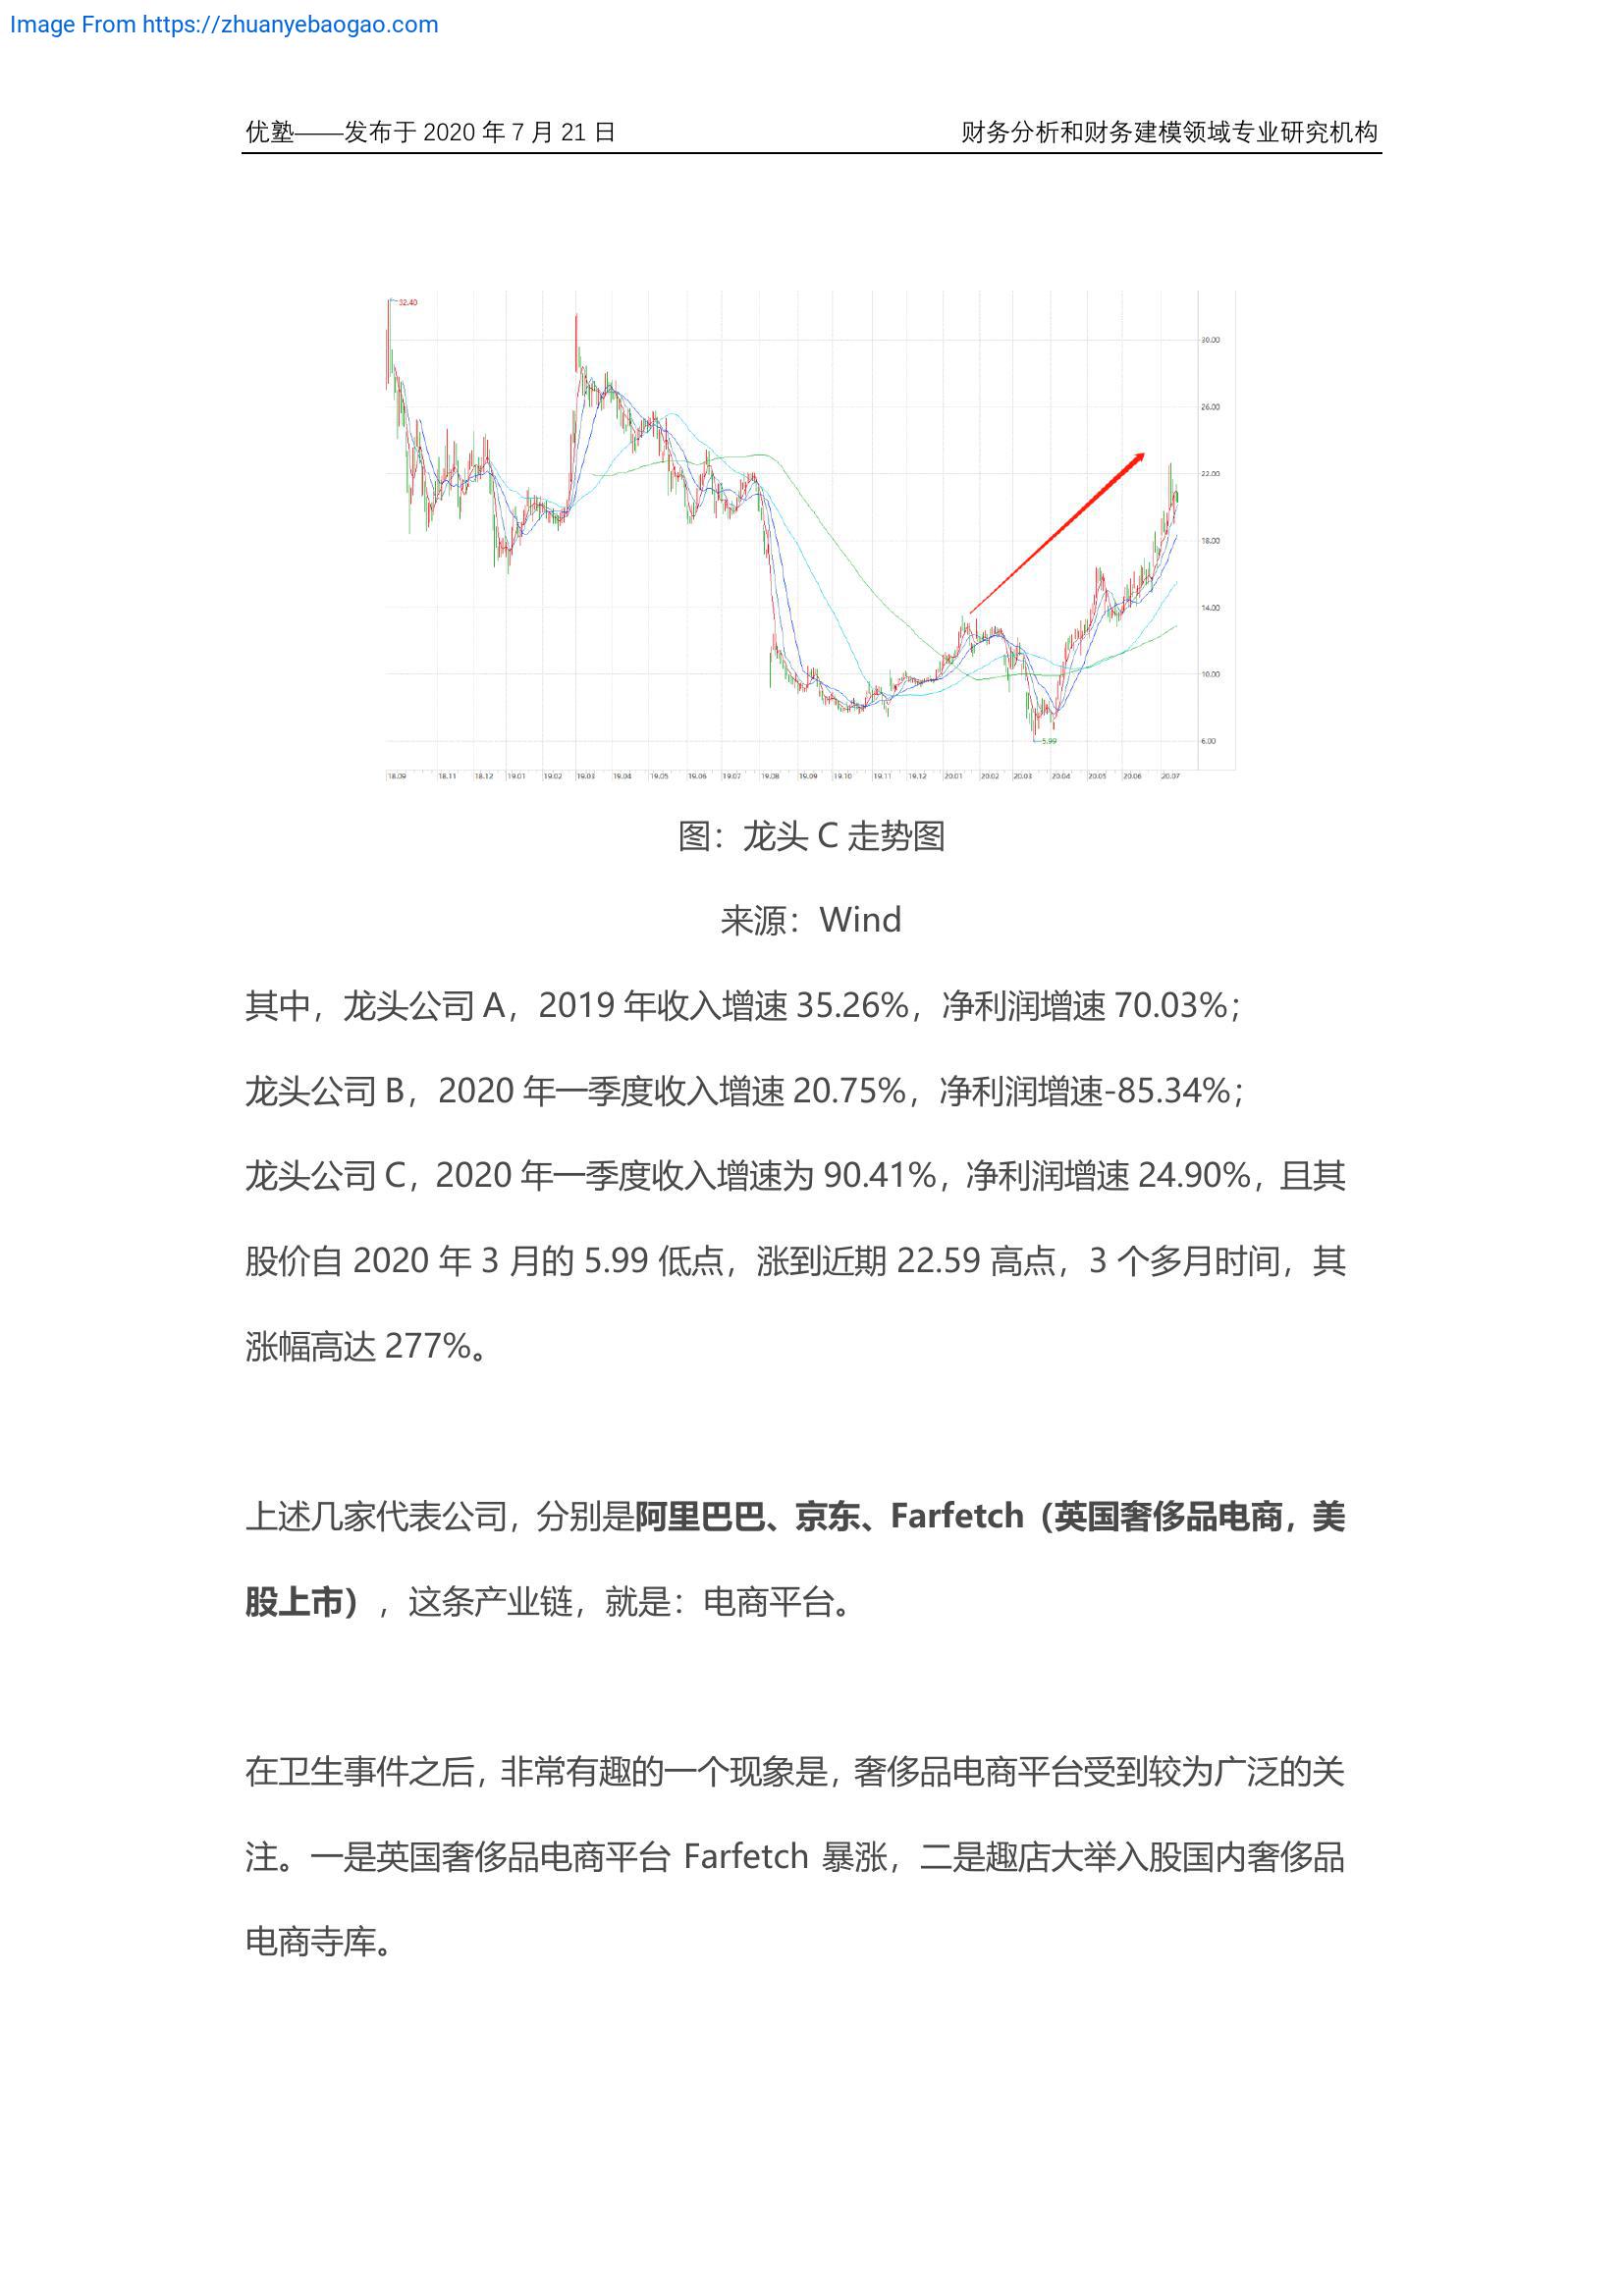 Image From https://zhuanyebaogao.com
优塾——发布于 2020 年 7 月 21 日 财务分析和财务建模领域专业研究机构
32.40
30.00
26.00
22.00
18.00
14.00
10.00
5.99
6.00
18.09 18.11 18.12 19.01 19.02 19.03 19.04 19.05 19.06 19.07 19.08 19.09 19.10 19.11 19.12 20.01 20.02 20.03 20.04 20.05 20.06 20.07
图：龙头 C 走势图
来源：Wind
其中，龙头公司 A，2019 年收入增速 35.26%，净利润增速 70.03%；
龙头公司 B，2020 年一季度收入增速 20.75%，净利润增速-85.34%；
龙头公司 C，2020 年一季度收入增速为 90.41%，净利润增速 24.90%，且其
股价自 2020 年 3 月的 5.99 低点，涨到近期 22.59 高点，3 个多月时间，其
涨幅高达 277%。
上述几家代表公司，分别是阿里巴巴、京东、Farfetch（英国奢侈品电商，美
股上市），这条产业链，就是：电商平台。
在卫生事件之后，非常有趣的一个现象是，奢侈品电商平台受到较为广泛的关
注。一是英国奢侈品电商平台 Farfetch 暴涨，二是趣店大举入股国内奢侈品
电商寺库。